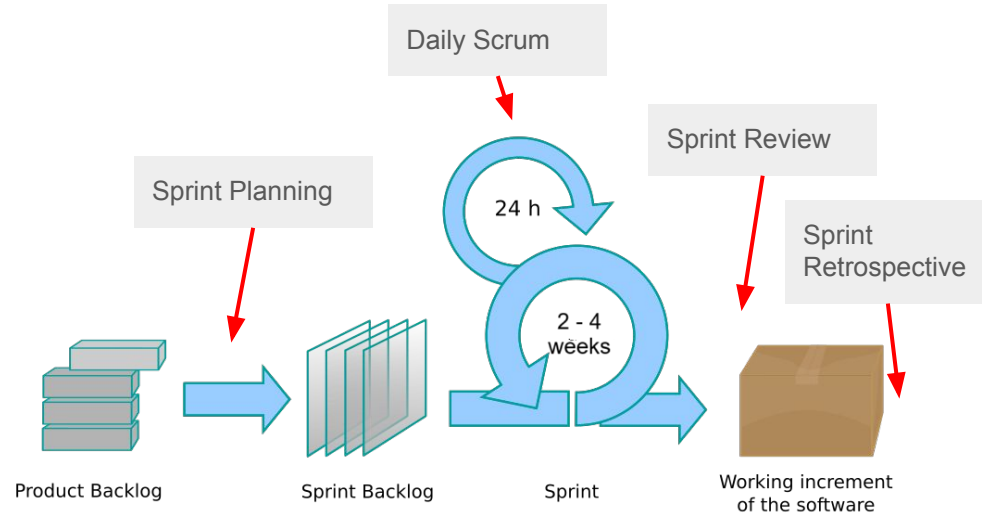 Daily Scrum
Sprint Review
Sprint Planning
24 h
Sprint
Retrospective
2 - 4
weeks
Product Backlog
Sprint Backlog
Sprint
Working increment
of the software